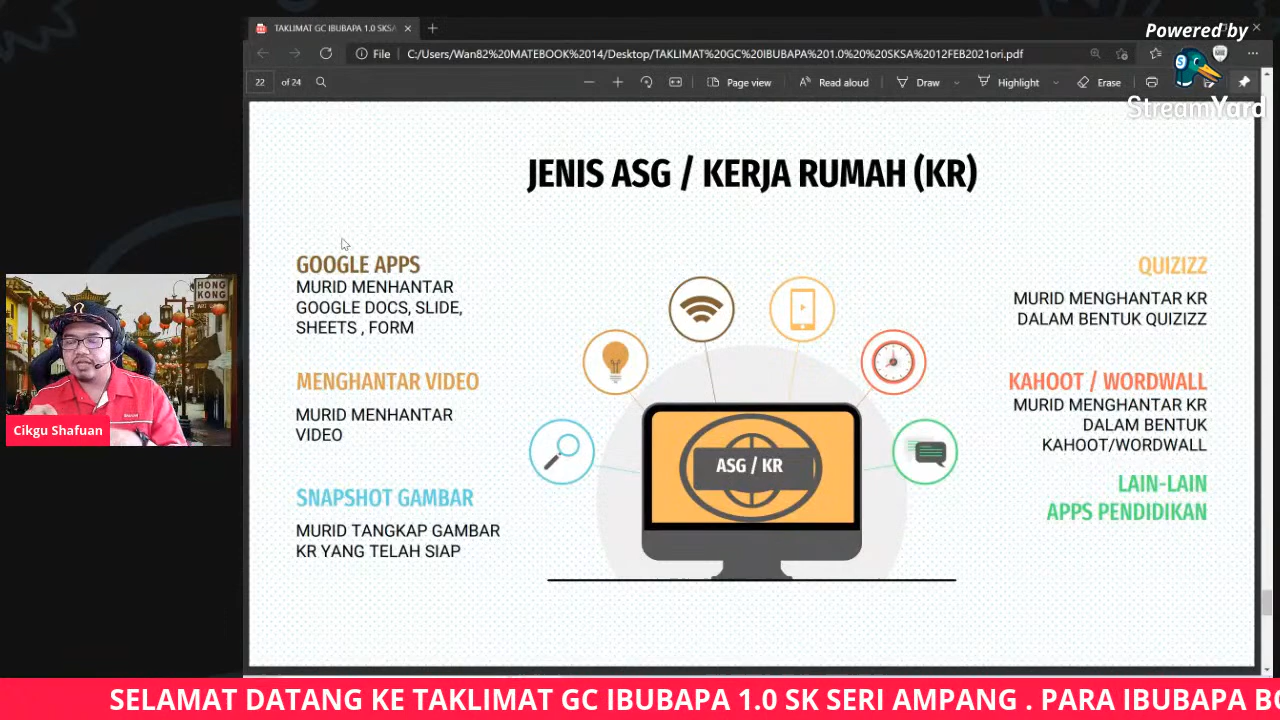 TAKLIMAT GC IBUBAPA 1.0 SKSA
File
C:/Users/Wan82%20MATEBOOK%2014/Desktop/TAKLIMAT%20GC%20IBUBAPA%201.0%20%20SKSA%2012FEB2021ori.pdf
Powered by
StreamYard
22 of 24
Page view
Read aloud
Draw
Highlight
Erase
JENIS ASG / KERJA RUMAH (KR)
GOOGLE APPS
MURID MENHANTAR
GOOGLE DOCS, SLIDE,
SHEETS , FORM
MENGHANTAR VIDEO
MURID MENHANTAR
VIDEO
SNAPSHOT GAMBAR
MURID TANGKAP GAMBAR
KR YANG TELAH SIAP
ASG / KR
QUIZIZZ
MURID MENGHANTAR KR
DALAM BENTUK QUIZIZZ
KAHOOT / WORDWALL
MURID MENGHANTAR KR
DALAM BENTUK
KAHOOT/WORDWALL
LAIN-LAIN
APPS PENDIDIKAN
HONG
KONG
Cikgu Shafuan
SELAMAT DATANG KE TAKLIMAT GC IBUBAPA 1.0 SK SERI AMPANG . PARA IBUBAPA BO